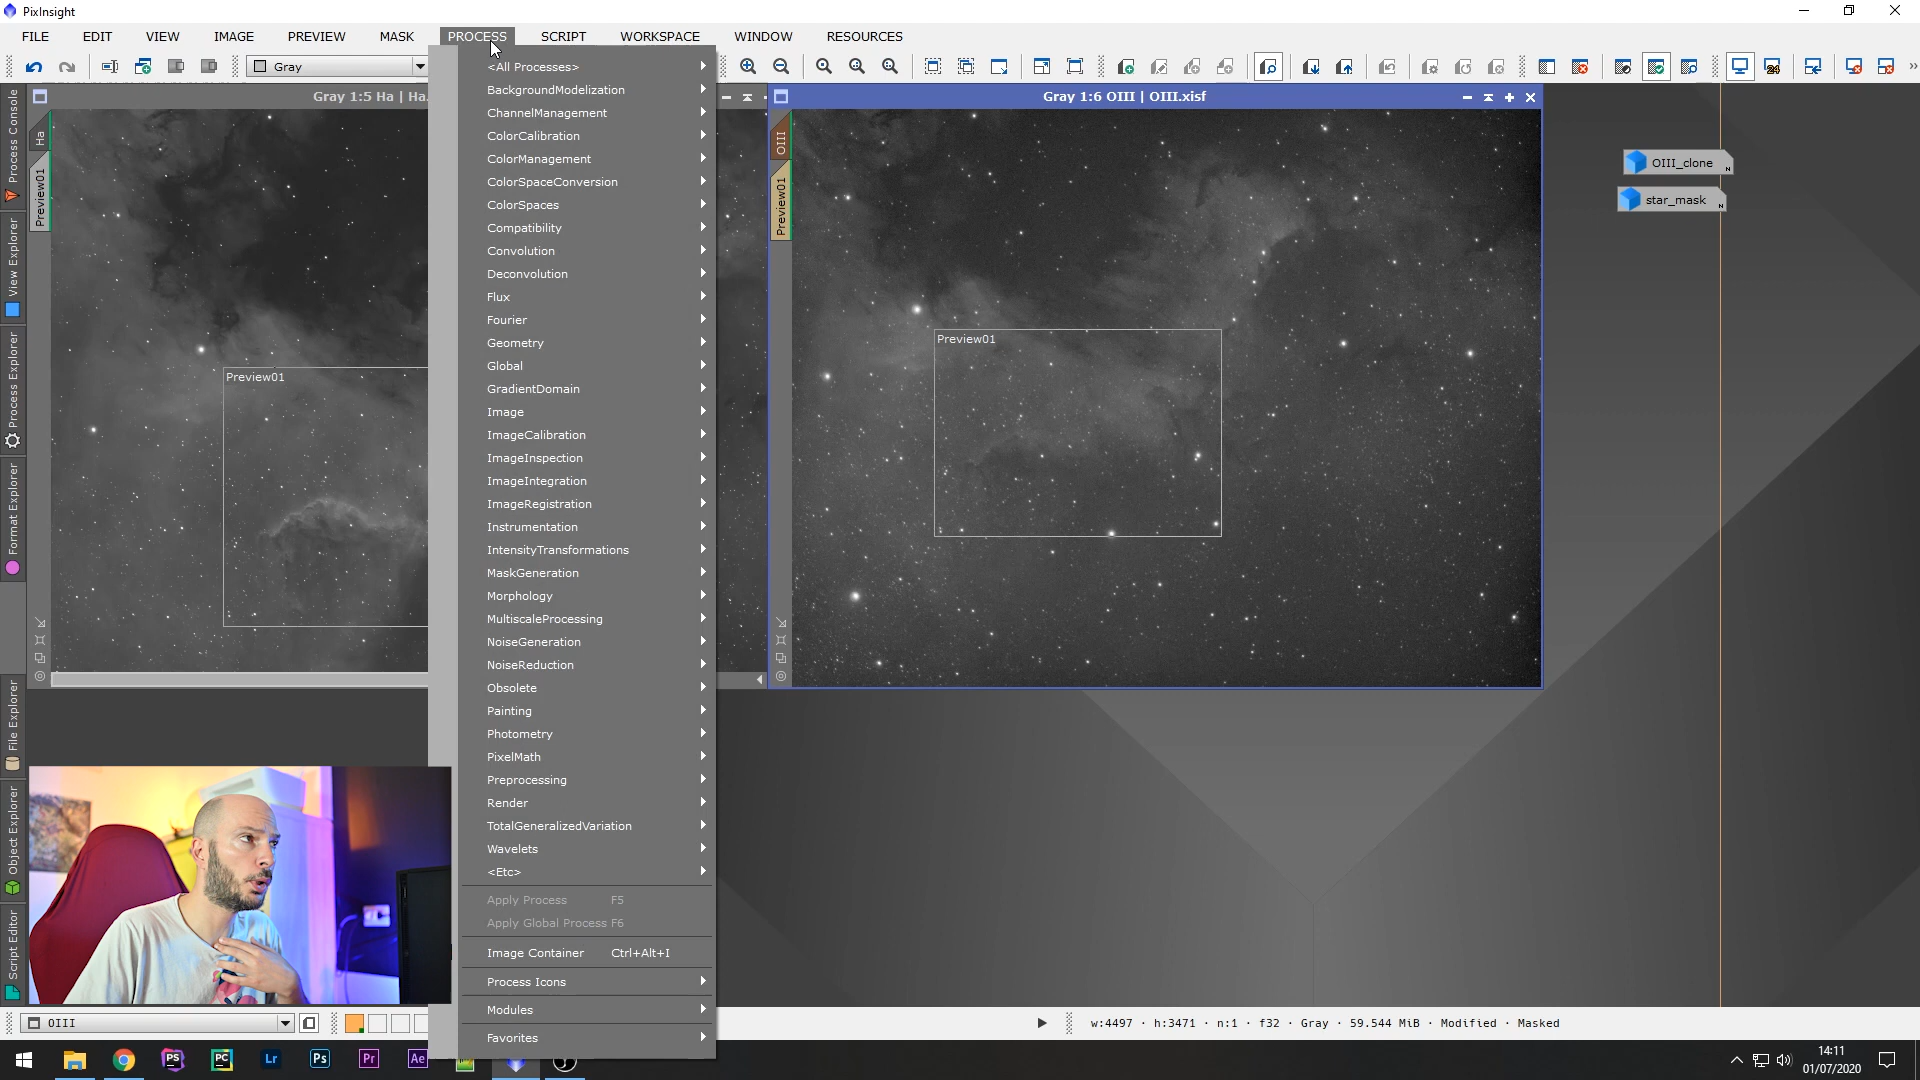 PixInsight
FILE EDIT VIEW IMAGE PREVIEW MASK PROCESS SCRIPT WORKSPACE WINDOW RESOURCES
Gray
Gray 1:5 Ha | Ha.
Gray 1:6 OIII | OIII.xisf
Process Console
View Explorer
Process Explorer
Format Explorer
File Explorer
Object Explorer
Script Editor
Ha
Preview01
Preview01
OIII
Preview01
Preview01
OIII_clone
N
star_mask
N
<All Processes>
BackgroundModelization
ChannelManagement
ColorCalibration
ColorManagement
ColorSpaceConversion
ColorSpaces
Compatibility
Convolution
Deconvolution
Flux
Fourier
Geometry
Global
GradientDomain
Image
ImageCalibration
ImageInspection
ImageIntegration
ImageRegistration
Instrumentation
IntensityTransformations
MaskGeneration
Morphology
MultiscaleProcessing
NoiseGeneration
NoiseReduction
Obsolete
Painting
Photometry
PixelMath
Preprocessing
Render
TotalGeneralizedVariation
Wavelets
<Etc>
Apply Process F5
Apply Global Process F6
Image Container Ctrl+Alt+I
Process Icons
Modules
Favorites
OIII
w:4497 · h:3471 · n:1 · f32 · Gray · 59.544 MiB · Modified · Masked
PS PC Lr Ps Pr Ae
14:11
01/07/2020